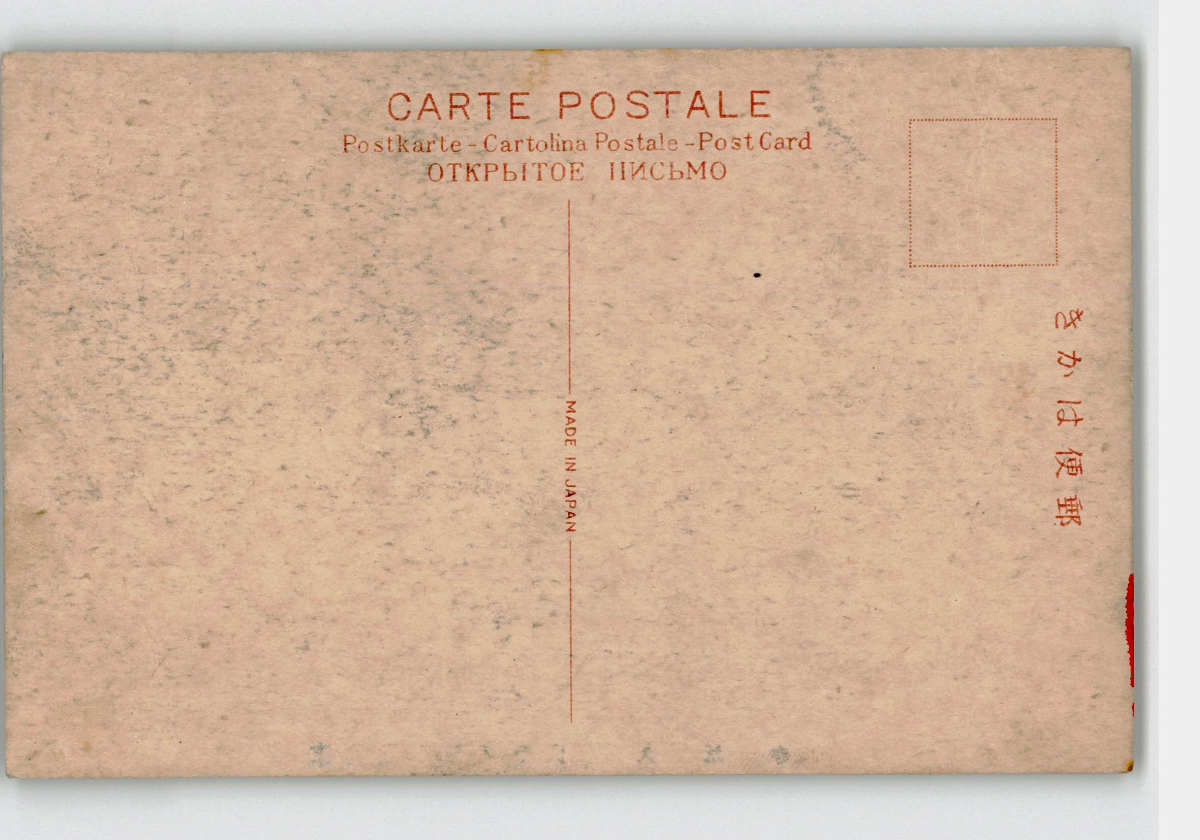 CARTE POSTALE
Postkarte - Cartolina Postale - Post Card
ОТКРЫТОЕ ПИСЬМО
MADE IN JAPAN
郵便はかき